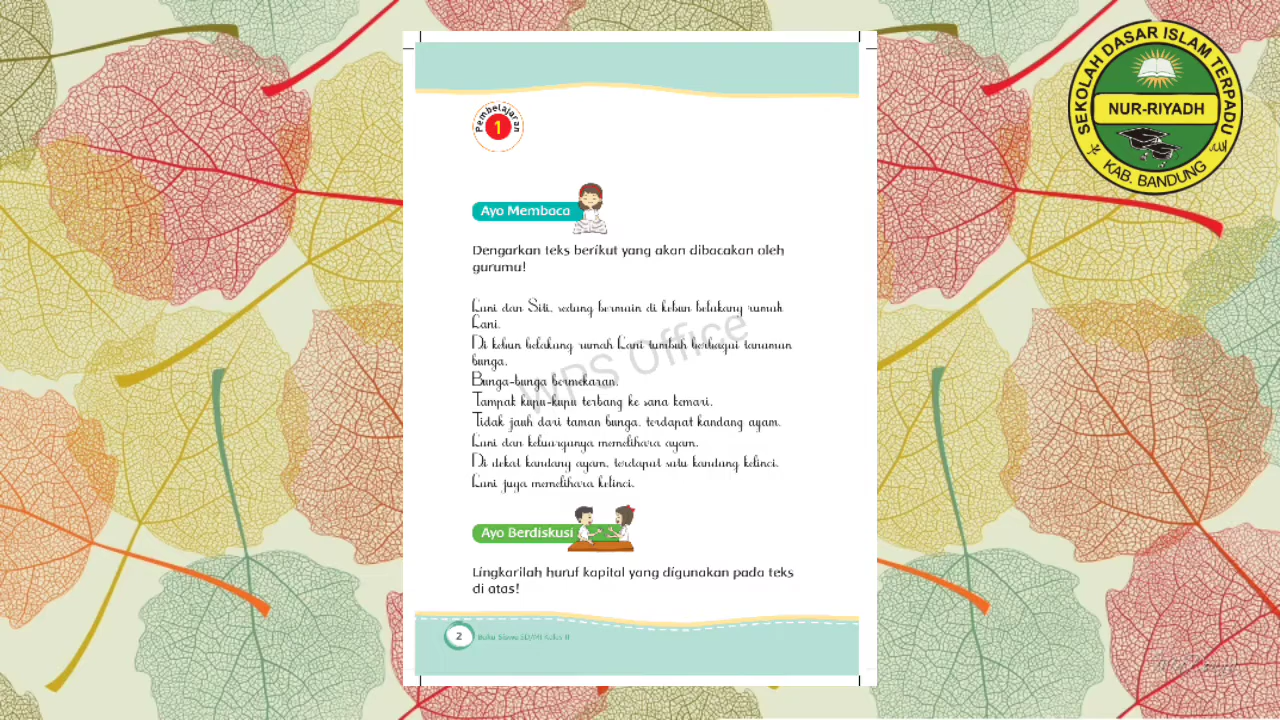 SEKOLAH DASAR ISLAM TERPADU
NUR-RIYADH
KAB. BANDUNG
Pembelajaran
1
Ayo Membaca
Dengarkan teks berikut yang akan dibacakan oleh
gurumu!
Lani dan Siti, sedang bermain di kebun belakang rumah
Lani.
Di kebun belakang rumah Lani tumbuh berbagai tanaman
bunga.
Bunga-bunga bermekaran.
Tampak kupu-kupu terbang ke sana kemari.
Tidak jauh dari taman bunga, terdapat kandang ayam.
Lani dan keluarganya memelihara ayam.
Di dekat kandang ayam, terdapat satu kandang kelinci.
Lani juga memelihara kelinci.
WPS Office
Ayo Berdiskusi
Lingkarilah huruf kapital yang digunakan pada teks
di atas!
2
Buku Siswa SD/MI Kelas II